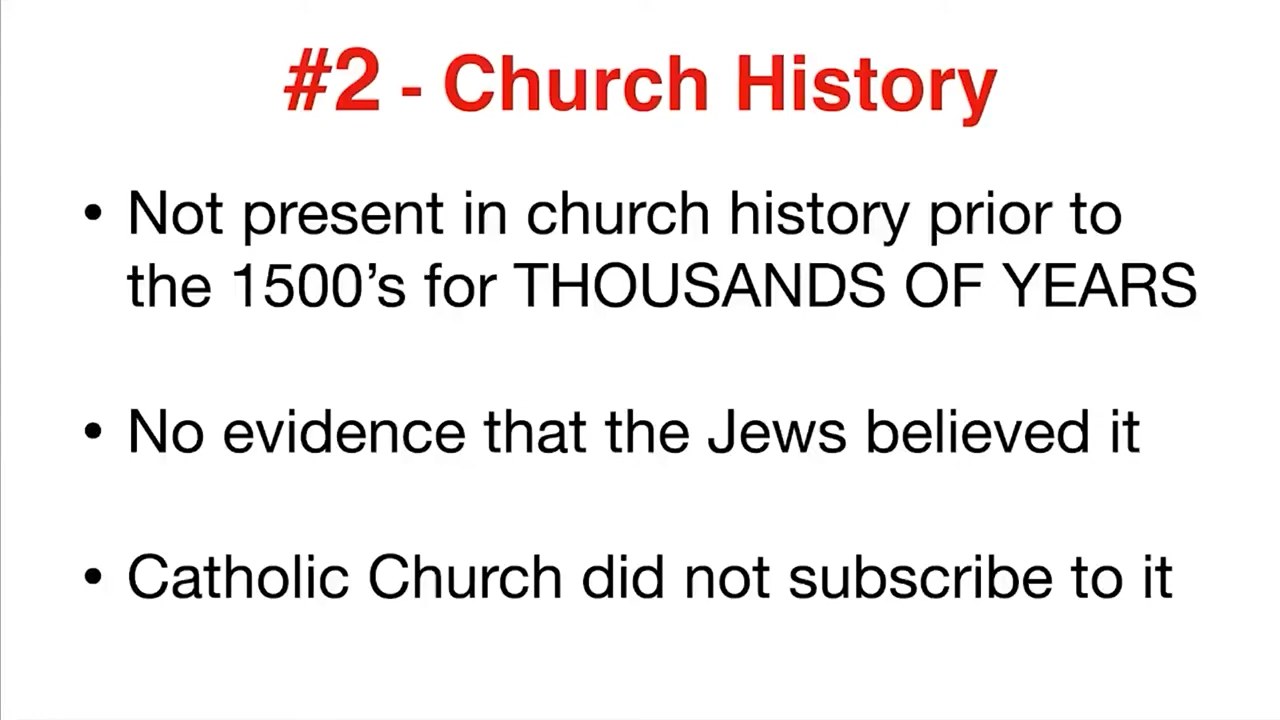 #2 - Church History
• Not present in church history prior to
the 1500’s for THOUSANDS OF YEARS
• No evidence that the Jews believed it
• Catholic Church did not subscribe to it